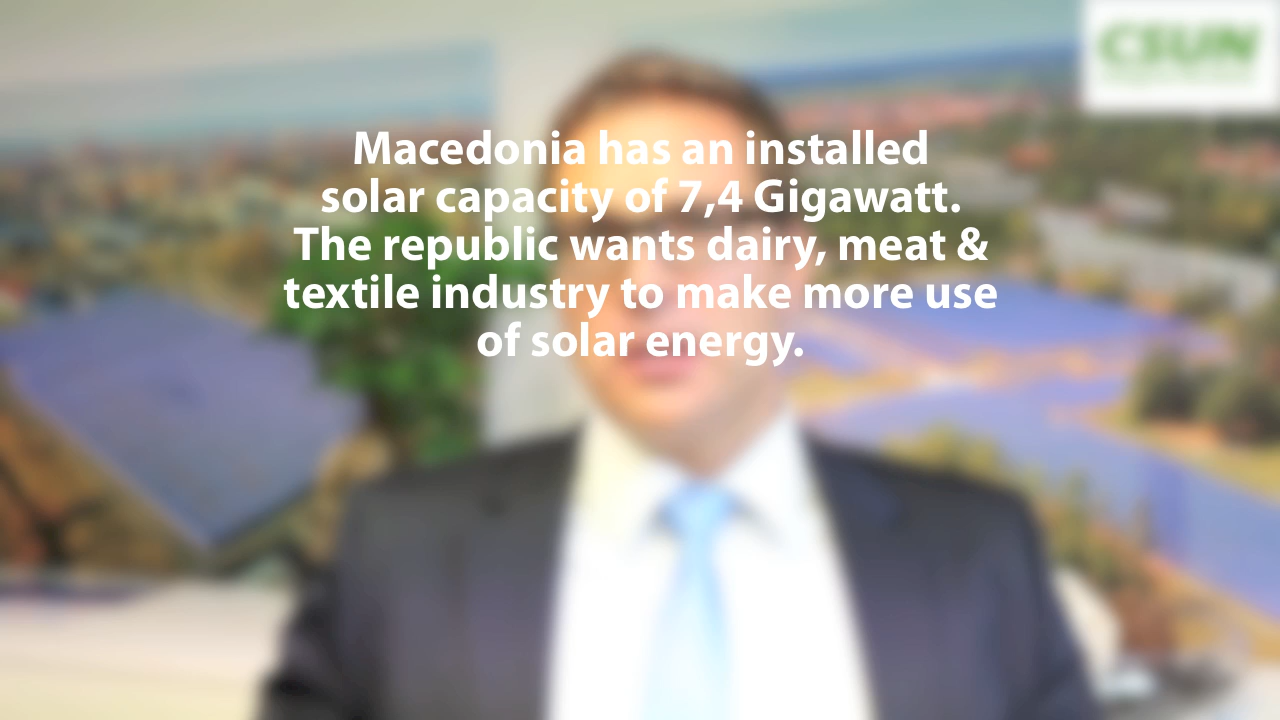 CSUN
Macedonia has an installed
solar capacity of 7,4 Gigawatt.
The republic wants dairy, meat &
textile industry to make more use
of solar energy.